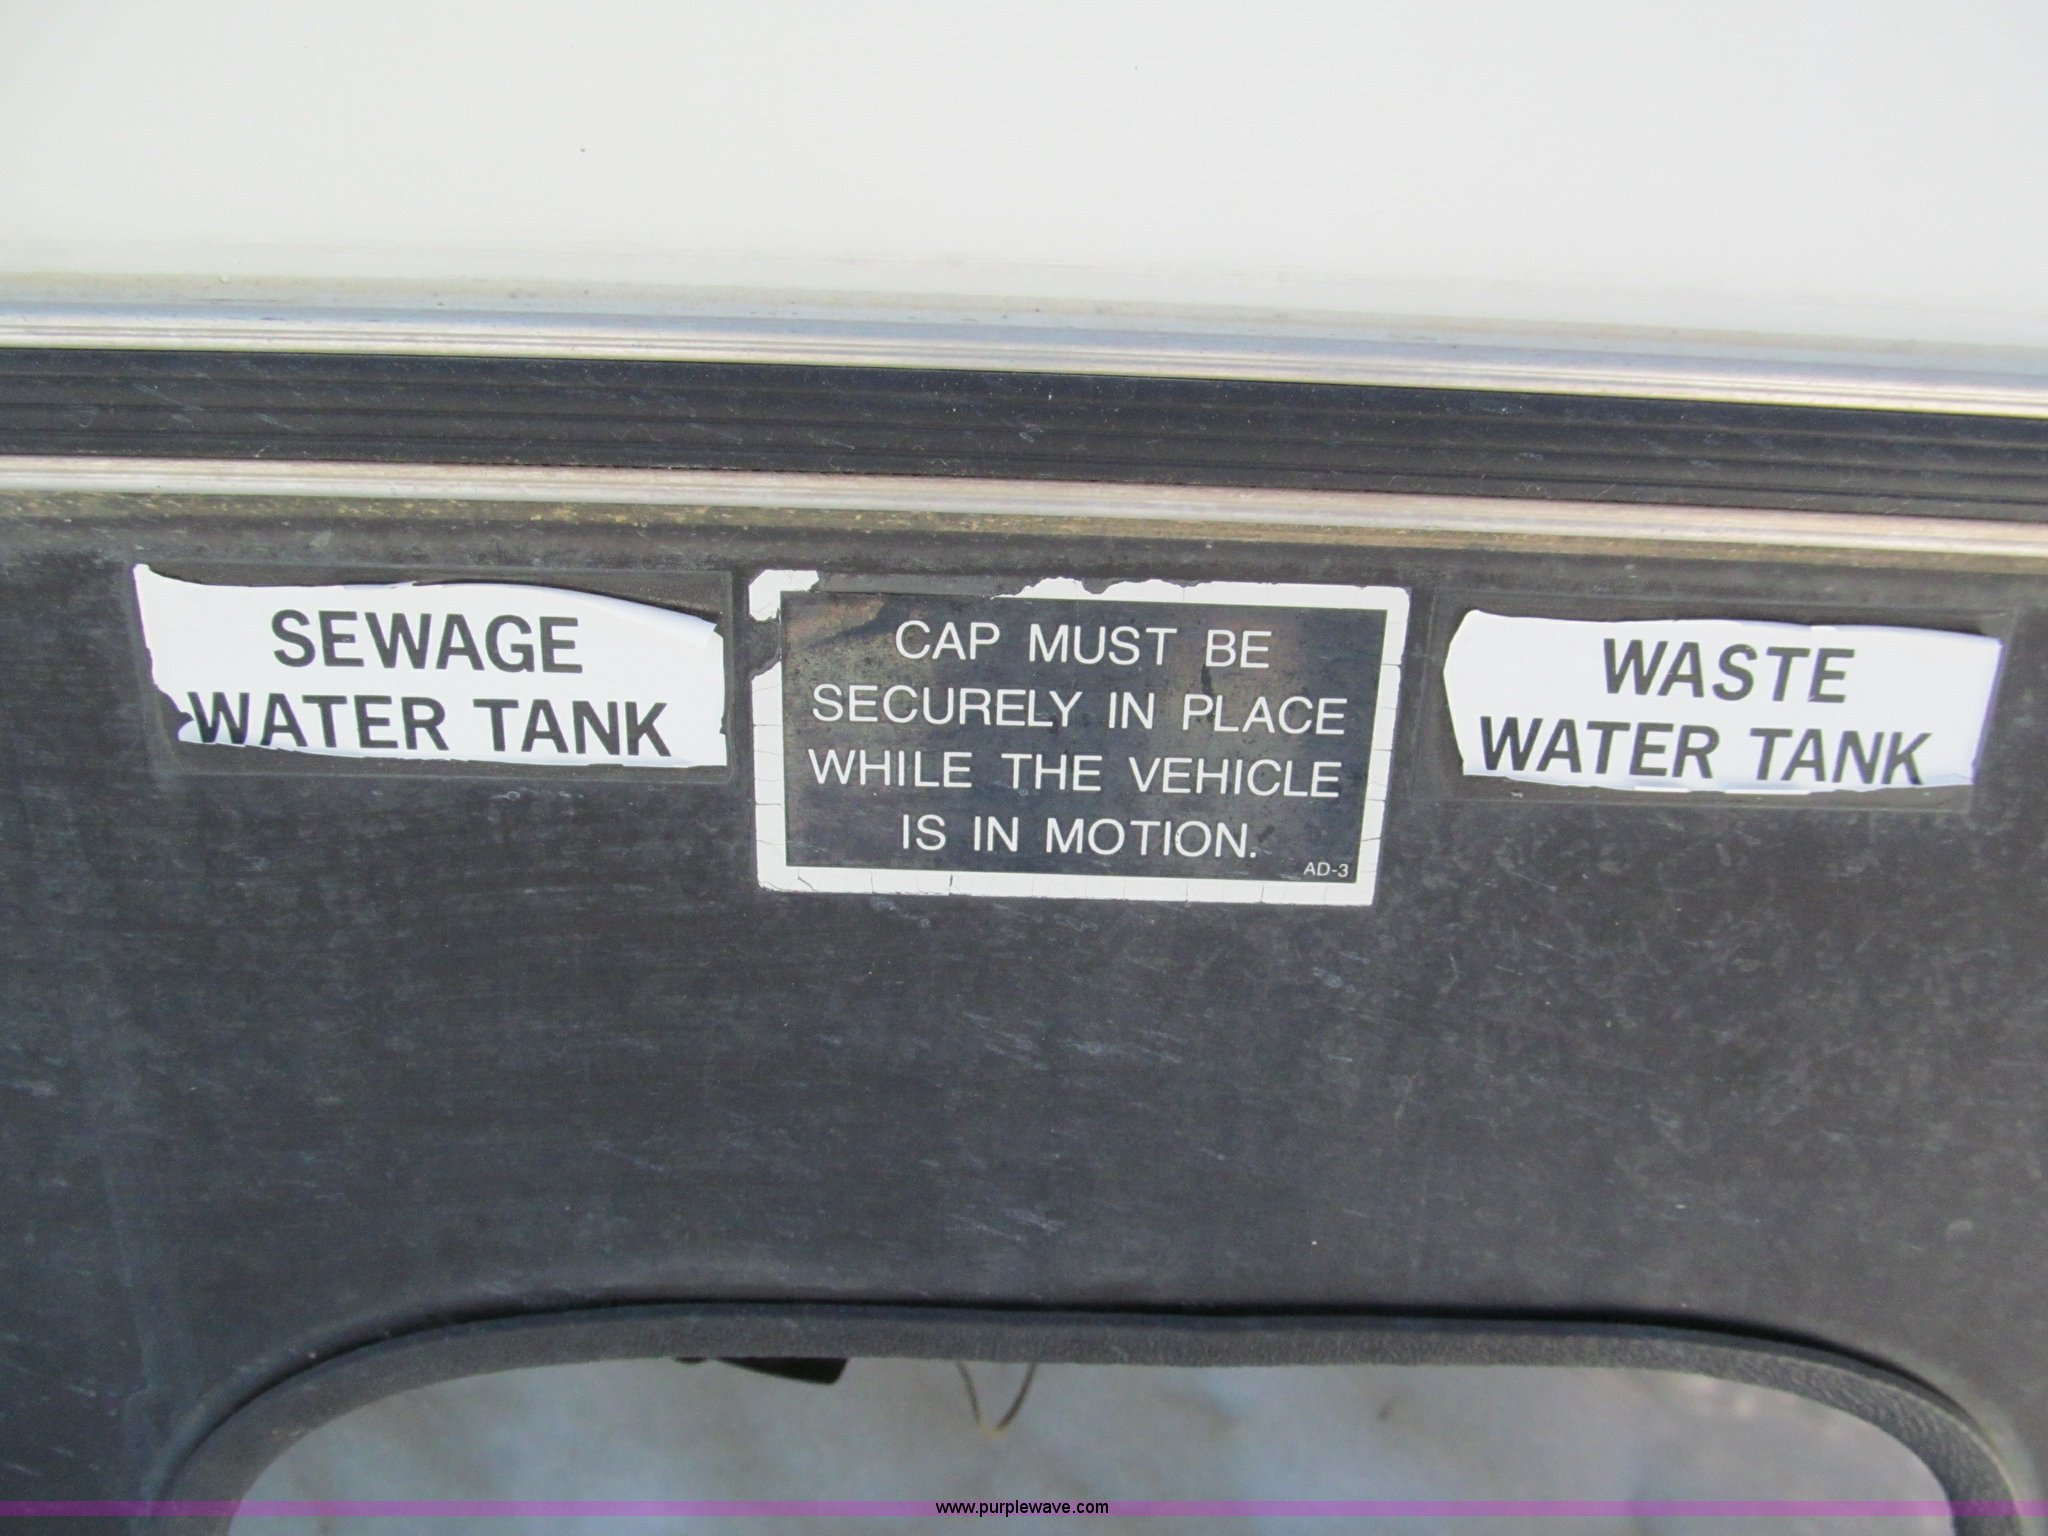 SEWAGE
WATER TANK
CAP MUST BE
SECURELY IN PLACE
WHILE THE VEHICLE
IS IN MOTION.
AD-3
WASTE
WATER TANK
www.purplewave.com